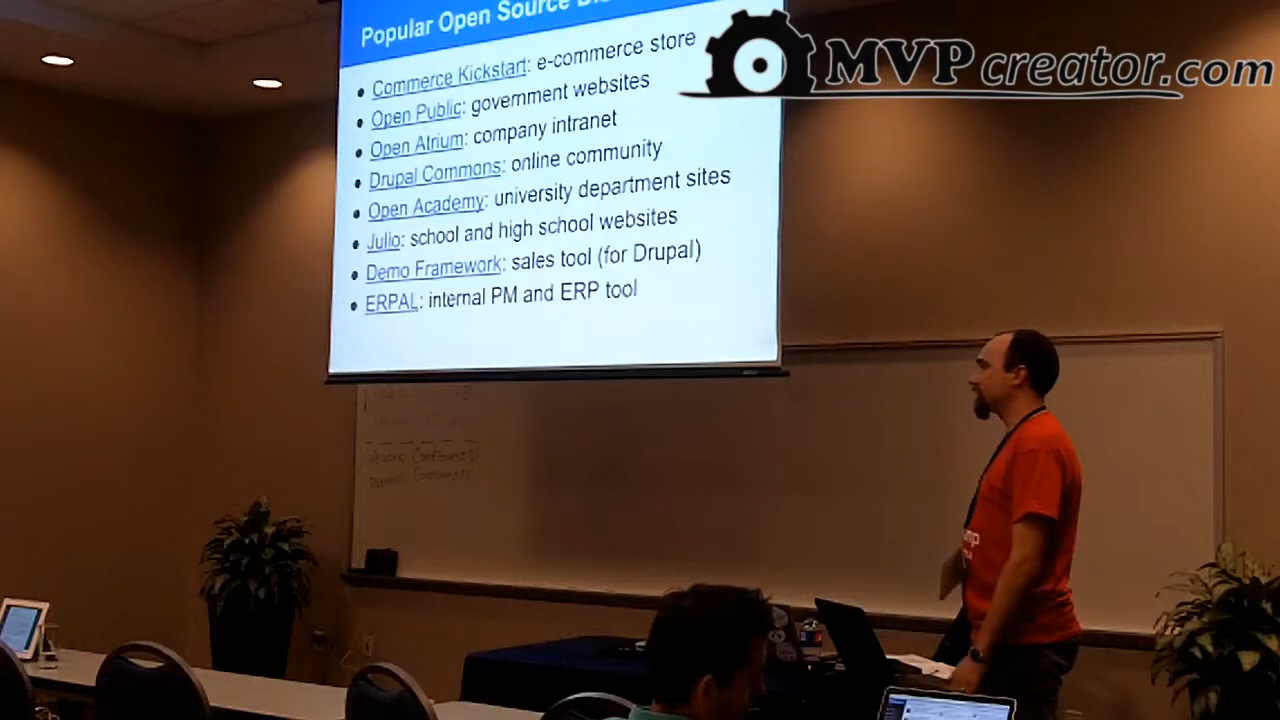 Popular Open Source
MVPcreator.com
• Commerce Kickstart: e-commerce store
• Open Public: government websites
• Open Atrium: company intranet
• Drupal Commons: online community
• Open Academy: university department sites
• Julio: school and high school websites
• Demo Framework: sales tool (for Drupal)
• ERPAL: internal PM and ERP tool